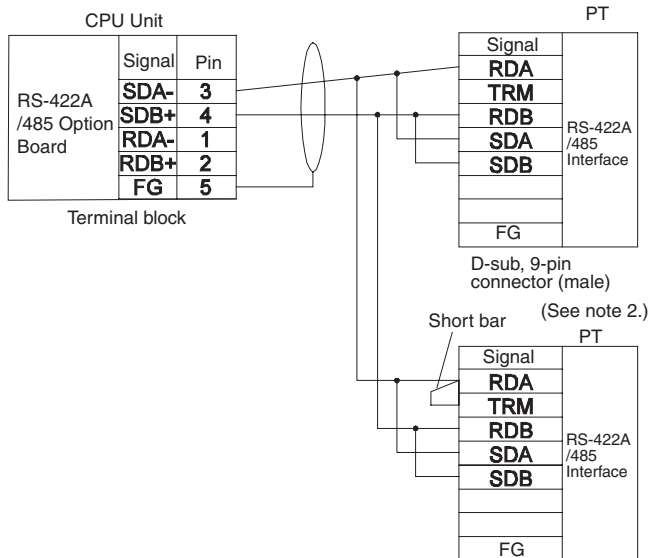 CPU Unit
Signal Pin
RS-422A
/485 Option
Board
SDA- 3
SDB+ 4
RDA- 1
RDB+ 2
FG 5
Terminal block
PT
Signal
RDA
TRM
RDB
SDA
SDB
FG
RS-422A
/485
Interface
D-sub, 9-pin
connector (male)
(See note 2.)
Short bar
PT
Signal
RDA
TRM
RDB
SDA
SDB
FG
RS-422A
/485
Interface